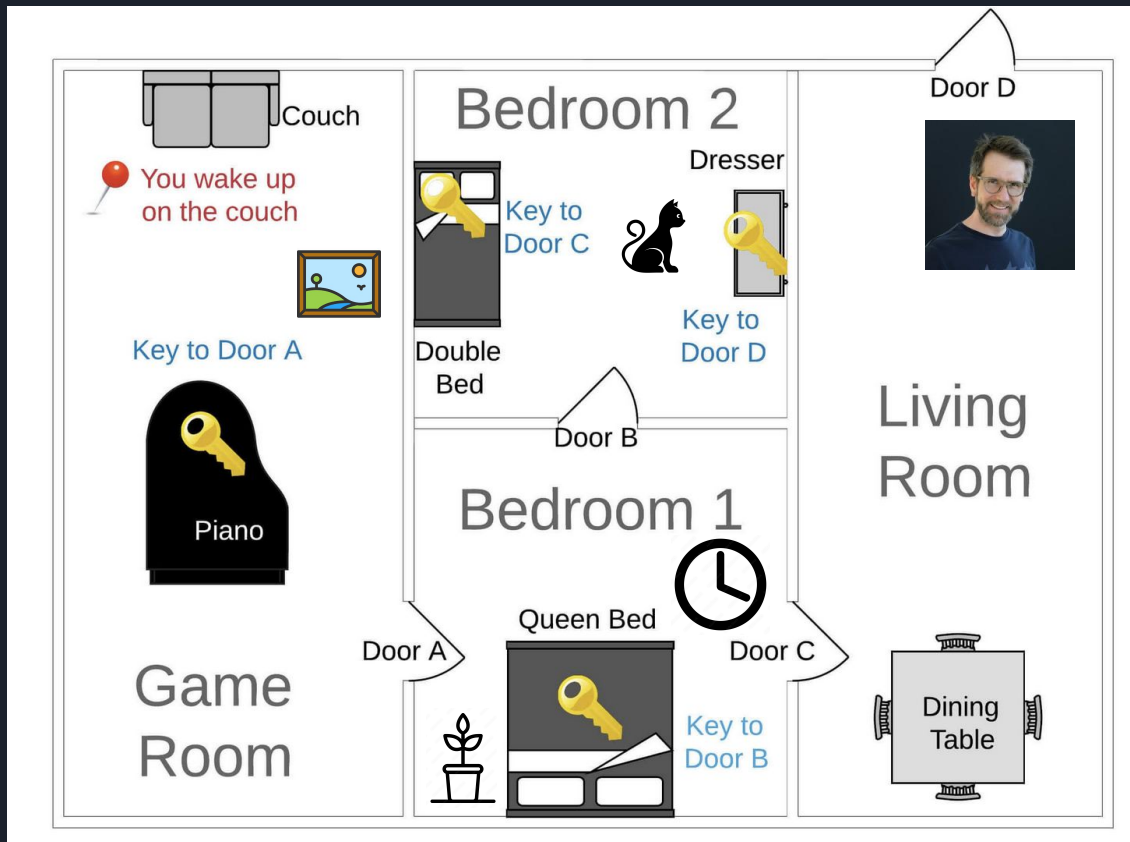 Door D
Couch
Bedroom 2
Dresser
You wake up
on the couch
Key to
Door C
Key to
Door D
Key to Door A
Double
Bed
Living
Room
Door B
Bedroom 1
Piano
Queen Bed
Door A
Door C
Game
Room
Key to
Door B
Dining
Table